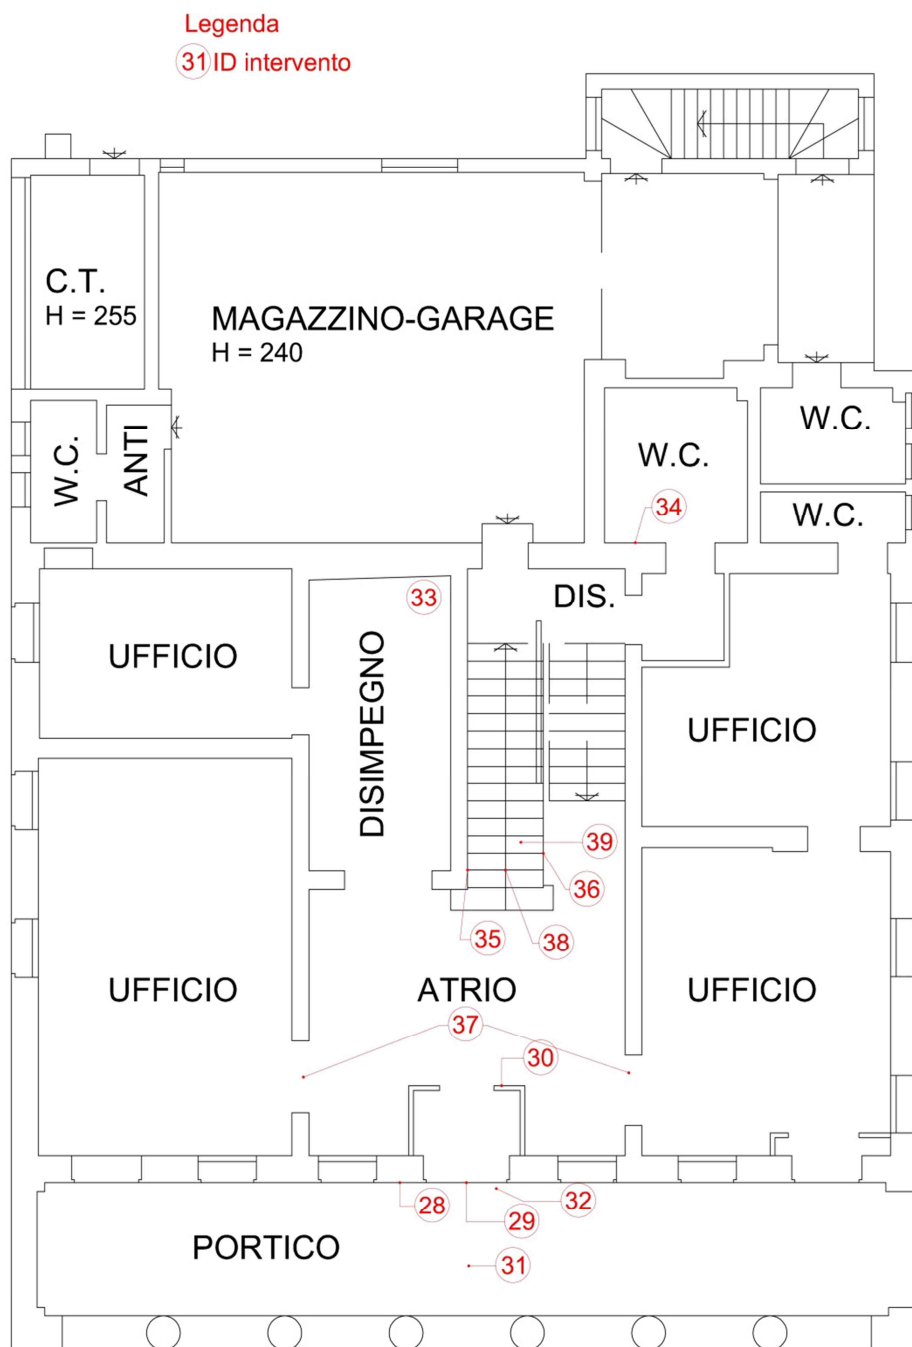 Legenda
31 ID intervento
C.T.
H = 255
MAGAZZINO-GARAGE
H = 240
W.C.
ANTI
W.C.
W.C.
W.C.
34
33
DIS.
UFFICIO
DISIMPEGNO
UFFICIO
39
36
35
38
UFFICIO
ATRIO
UFFICIO
37
30
28
32
29
PORTICO
31